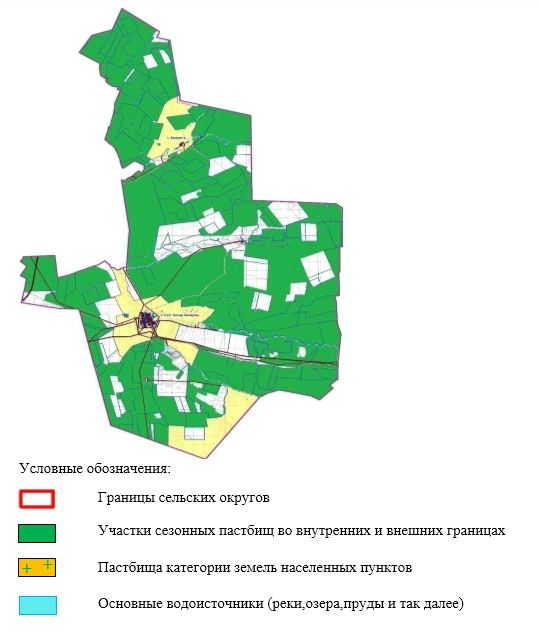 Условные обозначения:
Границы сельских округов
Участки сезонных пастбищ во внутренних и внешних границах
Пастбища категории земель населенных пунктов
Основные водоисточники (реки,озера,пруды и так далее)